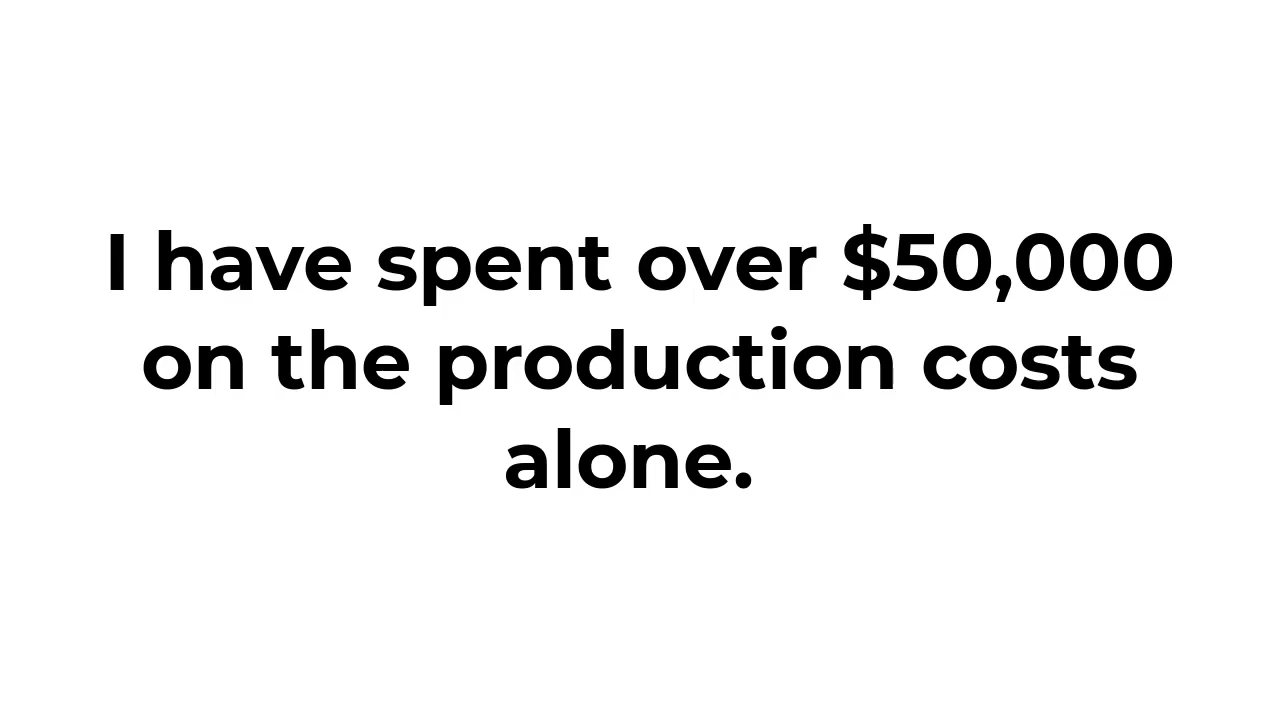 I have spent over $50,000
on the production costs
alone.